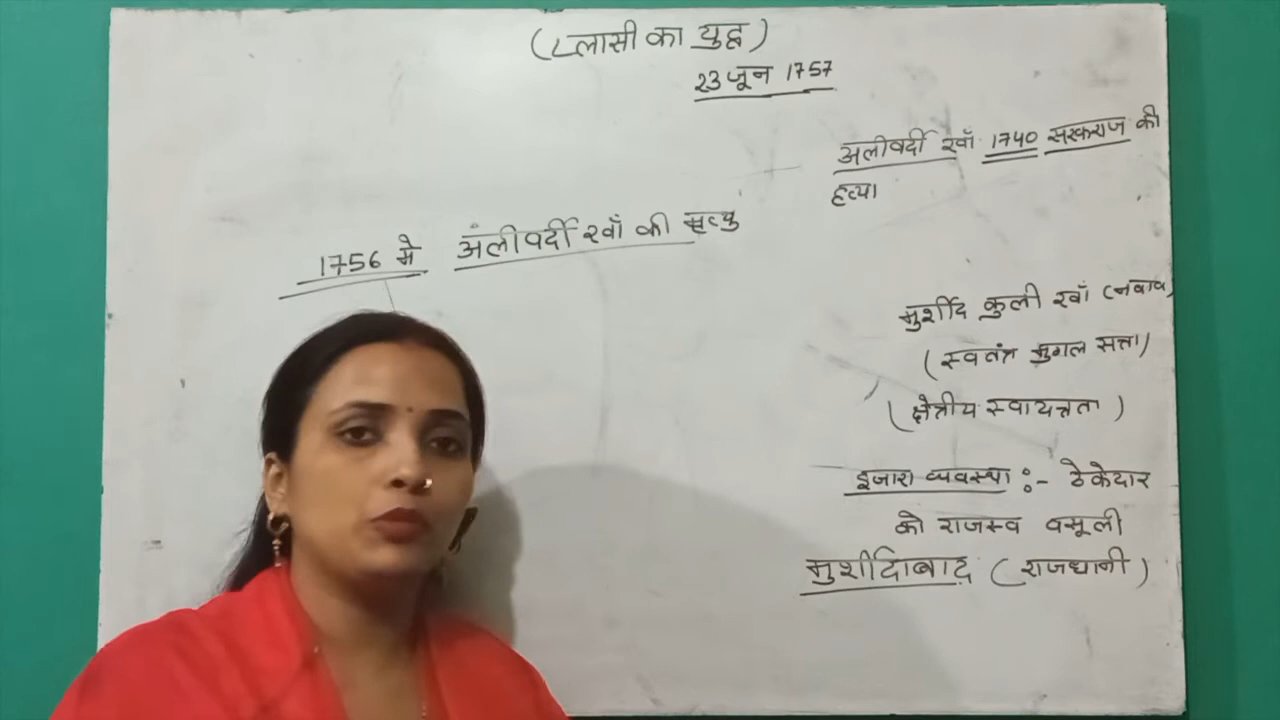 (प्लासी का युद्ध)
23 जून 1757
अलीवर्दी खाँ 1740 सरफराज की
हत्या
1756 मे अलीवर्दी खाँ की मृत्यु
मुर्शीद कुली खाँ (नवाब)
(स्वतंत्र मुगल सत्ता)
(क्षेत्रीय स्वायत्तता)
इजारा व्यवस्था :- ठेकेदार
को राजस्व वसूली
मुर्शीदाबाद (राजधानी)